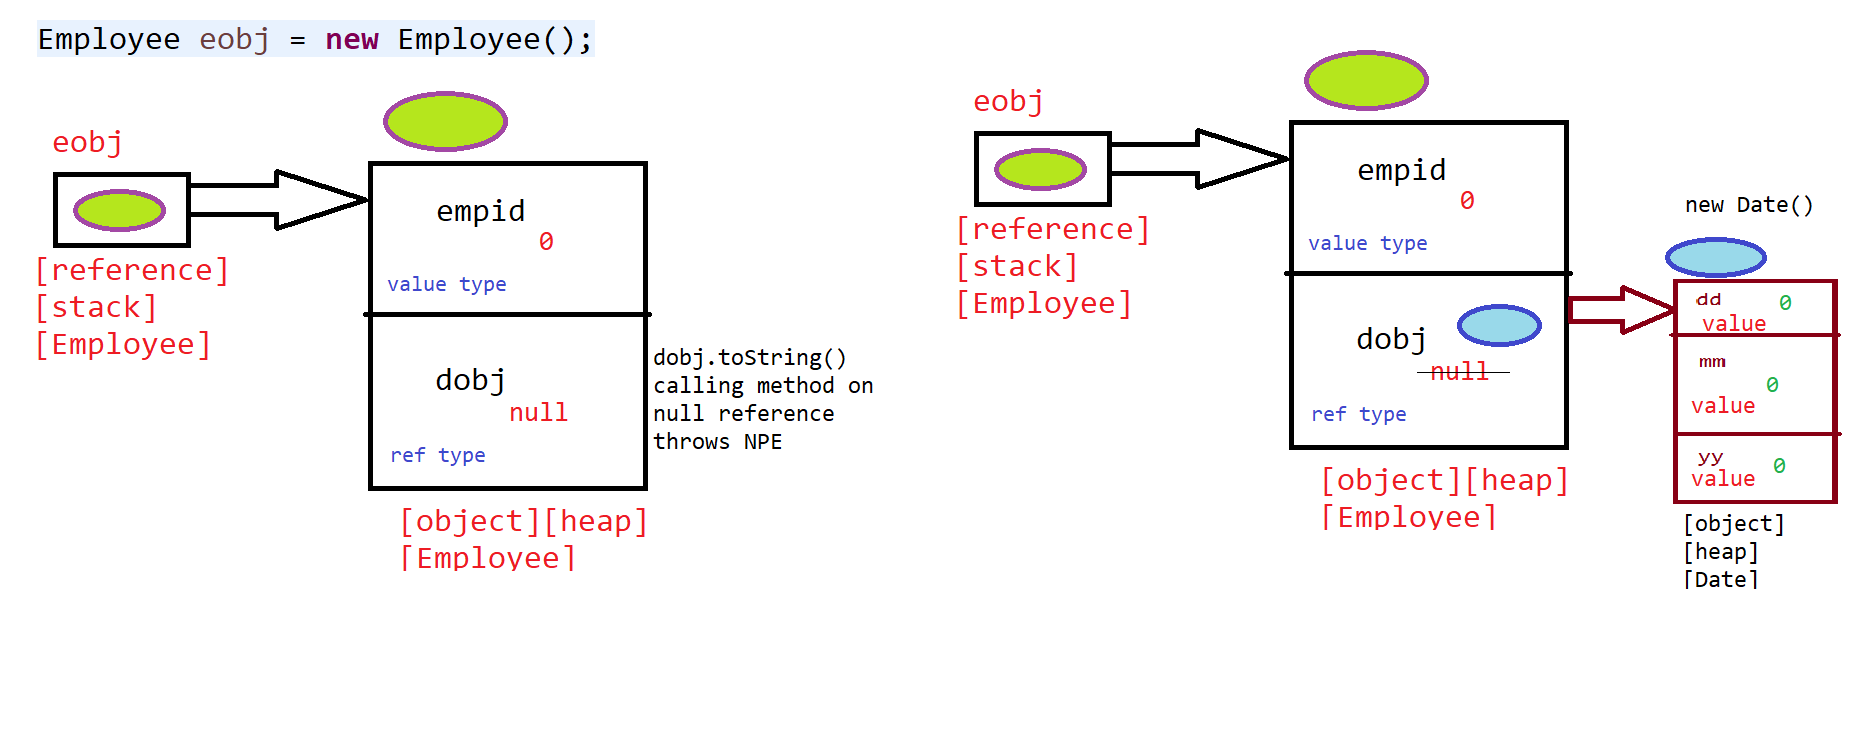 Employee eobj = new Employee();
eobj
[reference]
[stack]
[Employee]
empid
0
value type
dobj
null
ref type
dobj.toString()
calling method on
null reference
throws NPE
[object][heap]
[Employee]
eobj
[reference]
[stack]
[Employee]
empid
0
value type
dobj
null
ref type
[object][heap]
[Employee]
new Date()
dd 0
value
mm
0
value
yy 0
value
[object]
[heap]
[Date]